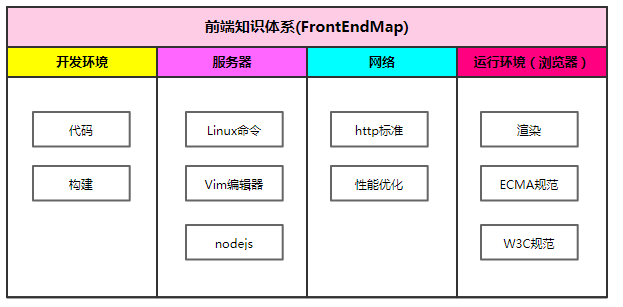 前端知识体系(FrontEndMap)
开发环境 服务器 网络 运行环境（浏览器）
代码 Linux命令 http标准 渲染
构建 Vim编辑器 性能优化 ECMA规范
nodejs W3C规范